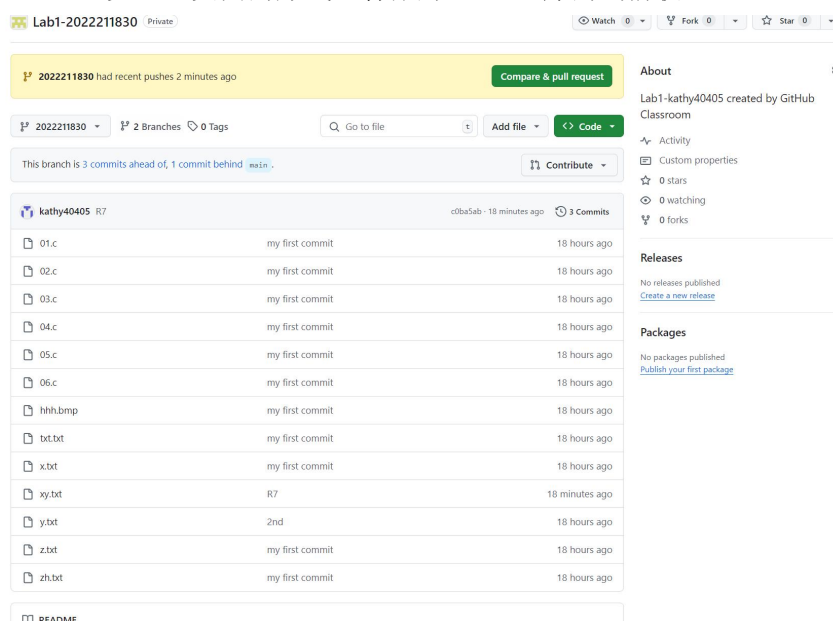 Lab1-2022211830 Private
Watch 0 Fork 0 Star 0
2022211830 had recent pushes 2 minutes ago Compare & pull request
2022211830 2 Branches 0 Tags Go to file t Add file <> Code
This branch is 3 commits ahead of, 1 commit behind main . Contribute
kathy40405 R7 c0ba5ab · 18 minutes ago 3 Commits
01.c my first commit 18 hours ago
02.c my first commit 18 hours ago
03.c my first commit 18 hours ago
04.c my first commit 18 hours ago
05.c my first commit 18 hours ago
06.c my first commit 18 hours ago
hhh.bmp my first commit 18 hours ago
txt.txt my first commit 18 hours ago
x.txt my first commit 18 hours ago
xy.txt R7 18 minutes ago
y.txt 2nd 18 hours ago
z.txt my first commit 18 hours ago
zh.txt my first commit 18 hours ago
README
About
Lab1-kathy40405 created by GitHub
Classroom
Activity
Custom properties
0 stars
0 watching
0 forks
Releases
No releases published
Create a new release
Packages
No packages published
Publish your first package